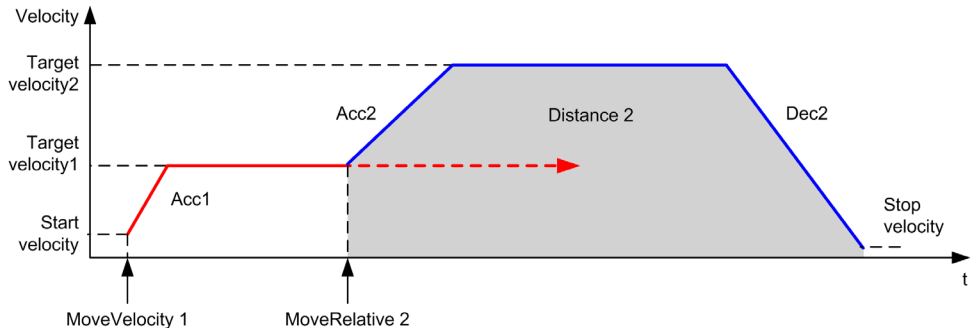 Velocity
Target
velocity2
Acc2
Distance 2
Dec2
Target
velocity1
Acc1
Start
velocity
Stop
velocity
t
MoveVelocity 1
MoveRelative 2